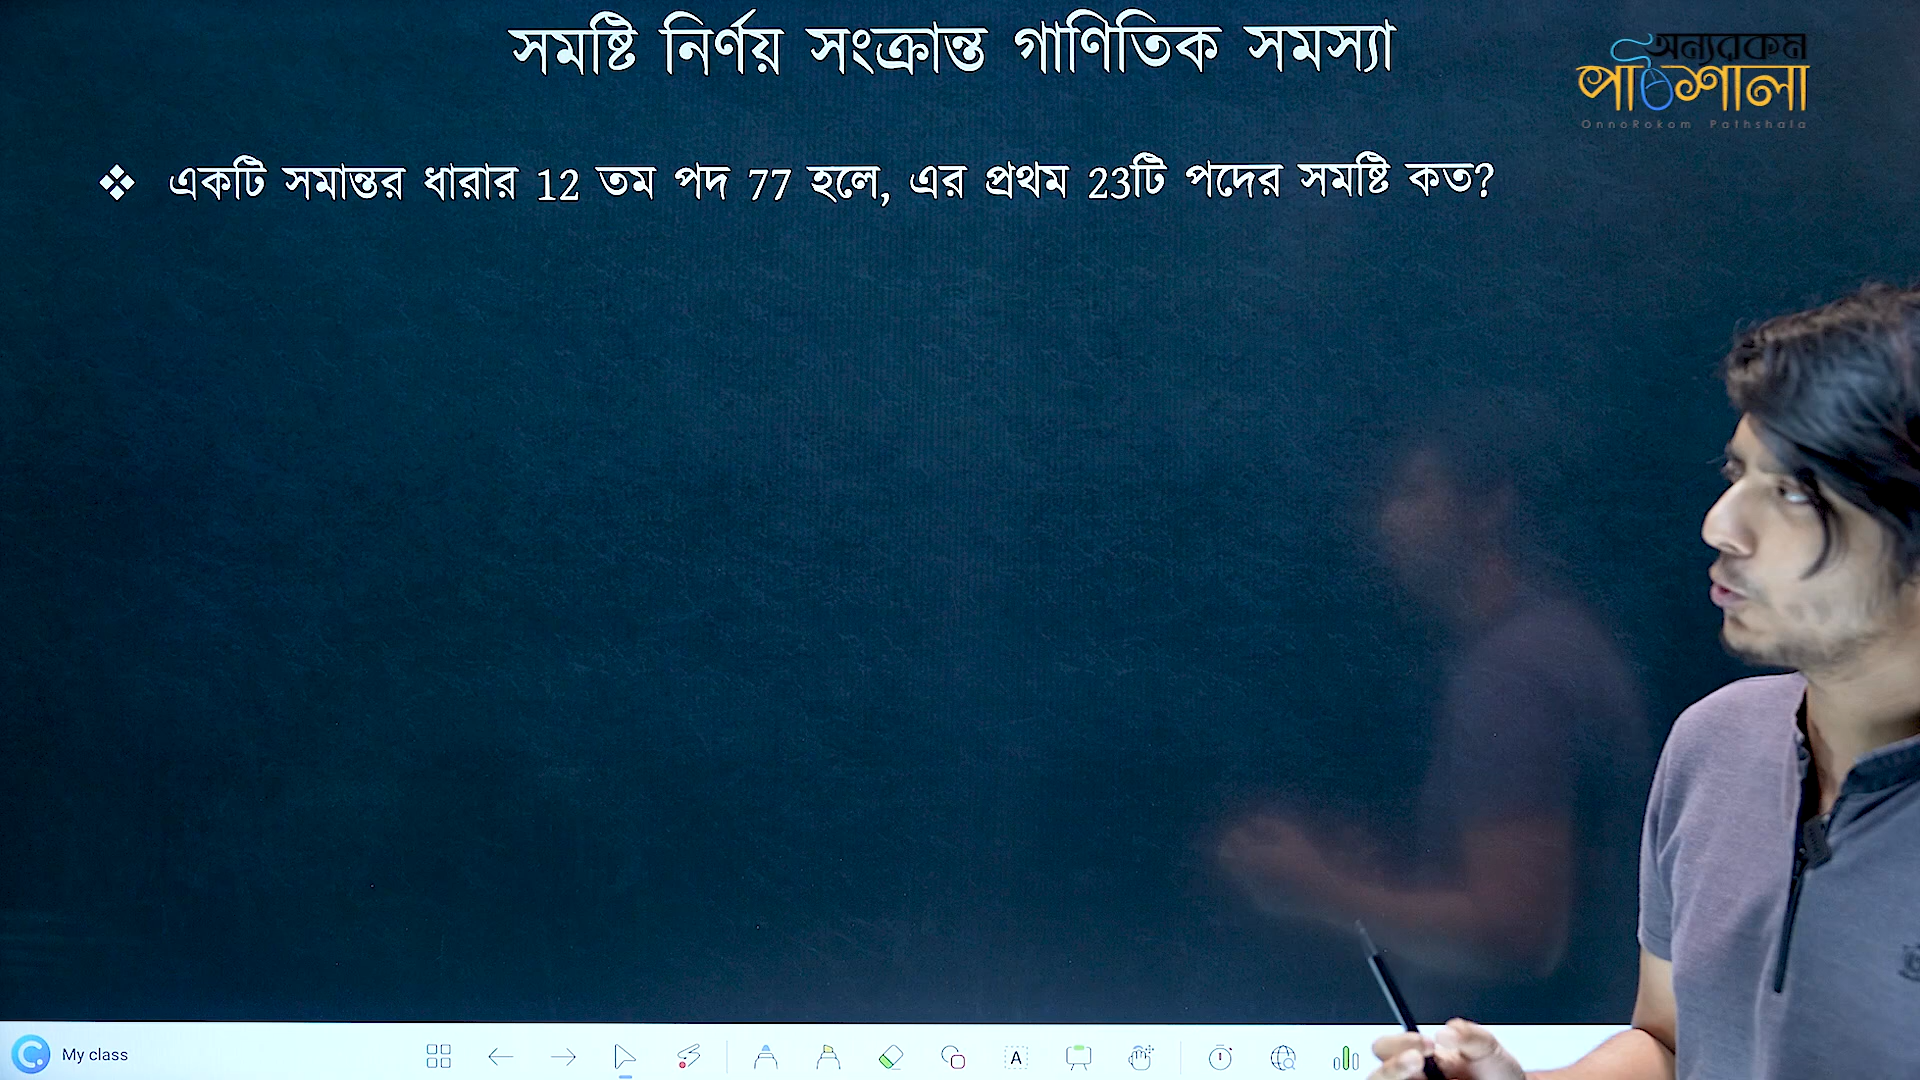 সমষ্টি নির্ণয় সংক্রান্ত গাণিতিক সমস্যা
অন্যরকম
পাঠশালা
OnnoRokom Pathshala
❖ একটি সমান্তর ধারার 12 তম পদ 77 হলে, এর প্রথম 23টি পদের সমষ্টি কত?
My class
A